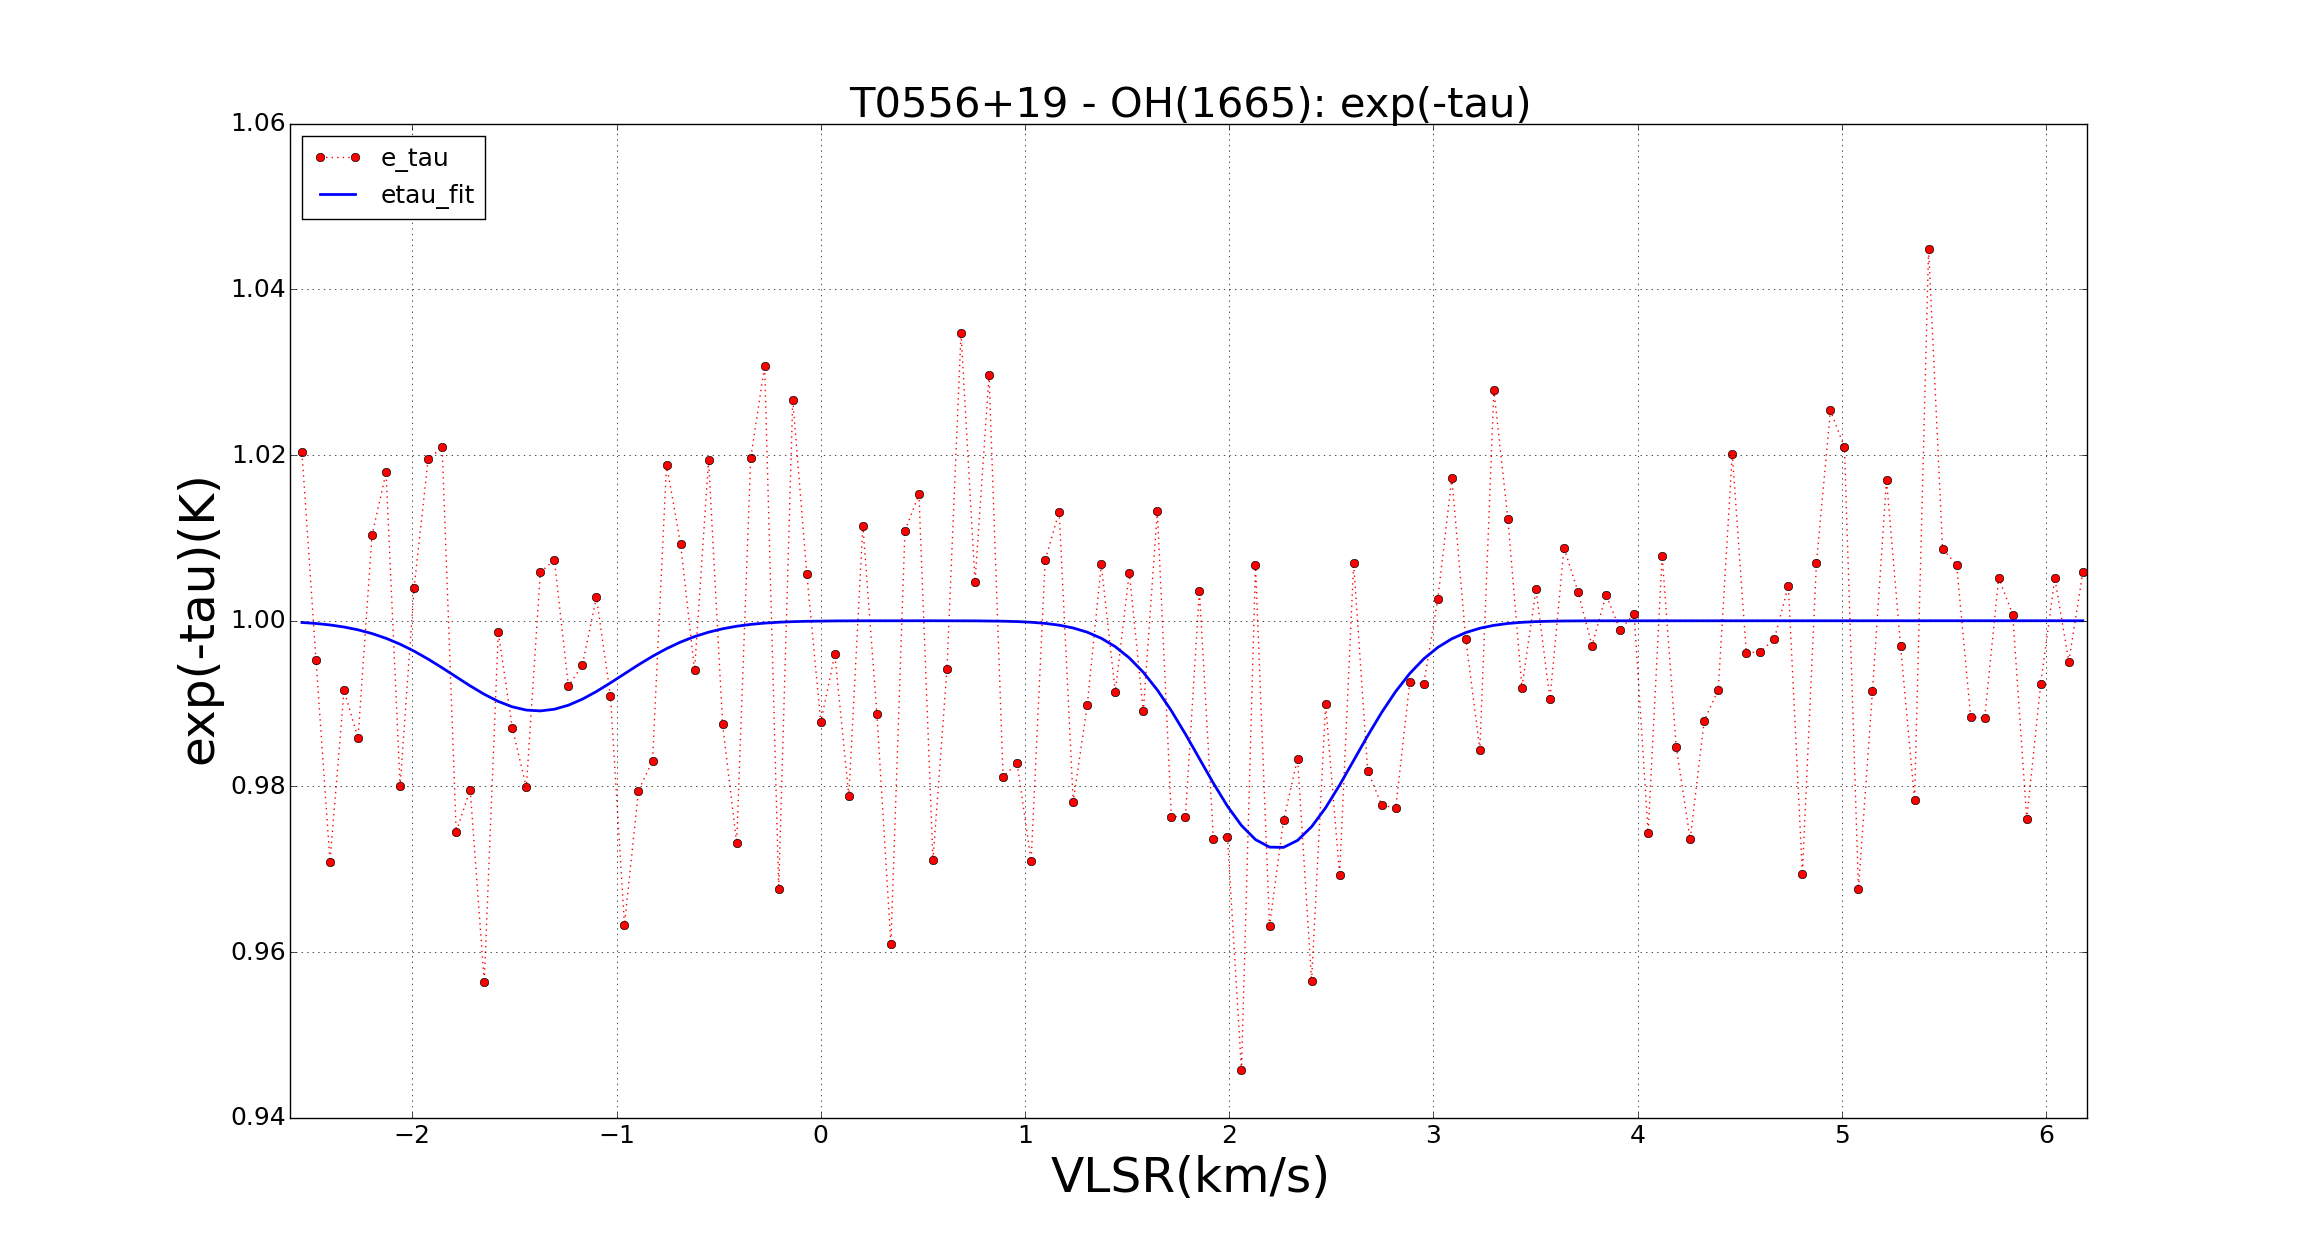 T0556+19 - OH(1665): exp(-tau)
e_tau
etau_fit
exp(-tau)(K)
1.06
1.04
1.02
1.00
0.98
0.96
0.94
−2 −1 0 1 2 3 4 5 6
VLSR(km/s)